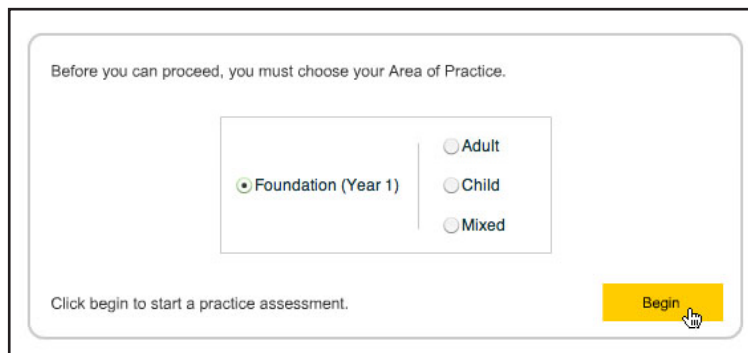 Before you can proceed, you must choose your Area of Practice.
Foundation (Year 1)
Adult
Child
Mixed
Click begin to start a practice assessment.
Begin